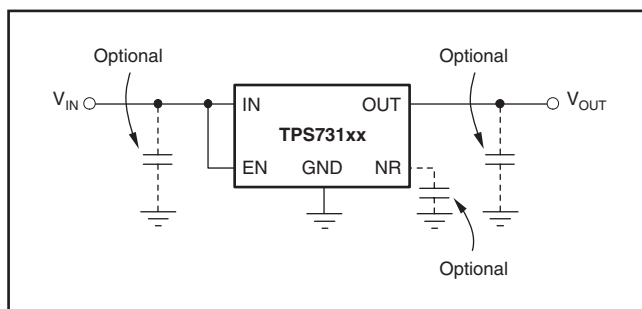 Optional
Optional
V_IN
IN
OUT
V_OUT
TPS731xx
EN
GND
NR
Optional